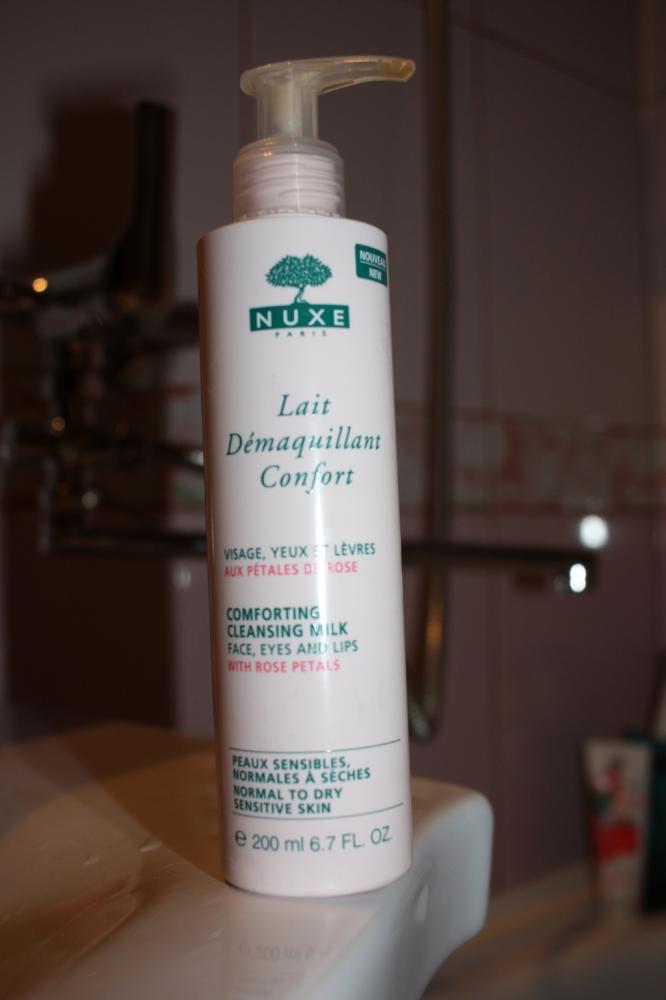 NOUVEAU
NEW
NUXE
PARIS
Lait
Démaquillant
Confort
VISAGE, YEUX ET LÈVRES
AUX PÉTALES DE ROSE
COMFORTING
CLEANSING MILK
FACE, EYES AND LIPS
WITH ROSE PETALS
PEAUX SENSIBLES,
NORMALES À SÈCHES
NORMAL TO DRY
SENSITIVE SKIN
℮ 200 ml 6.7 FL. OZ.